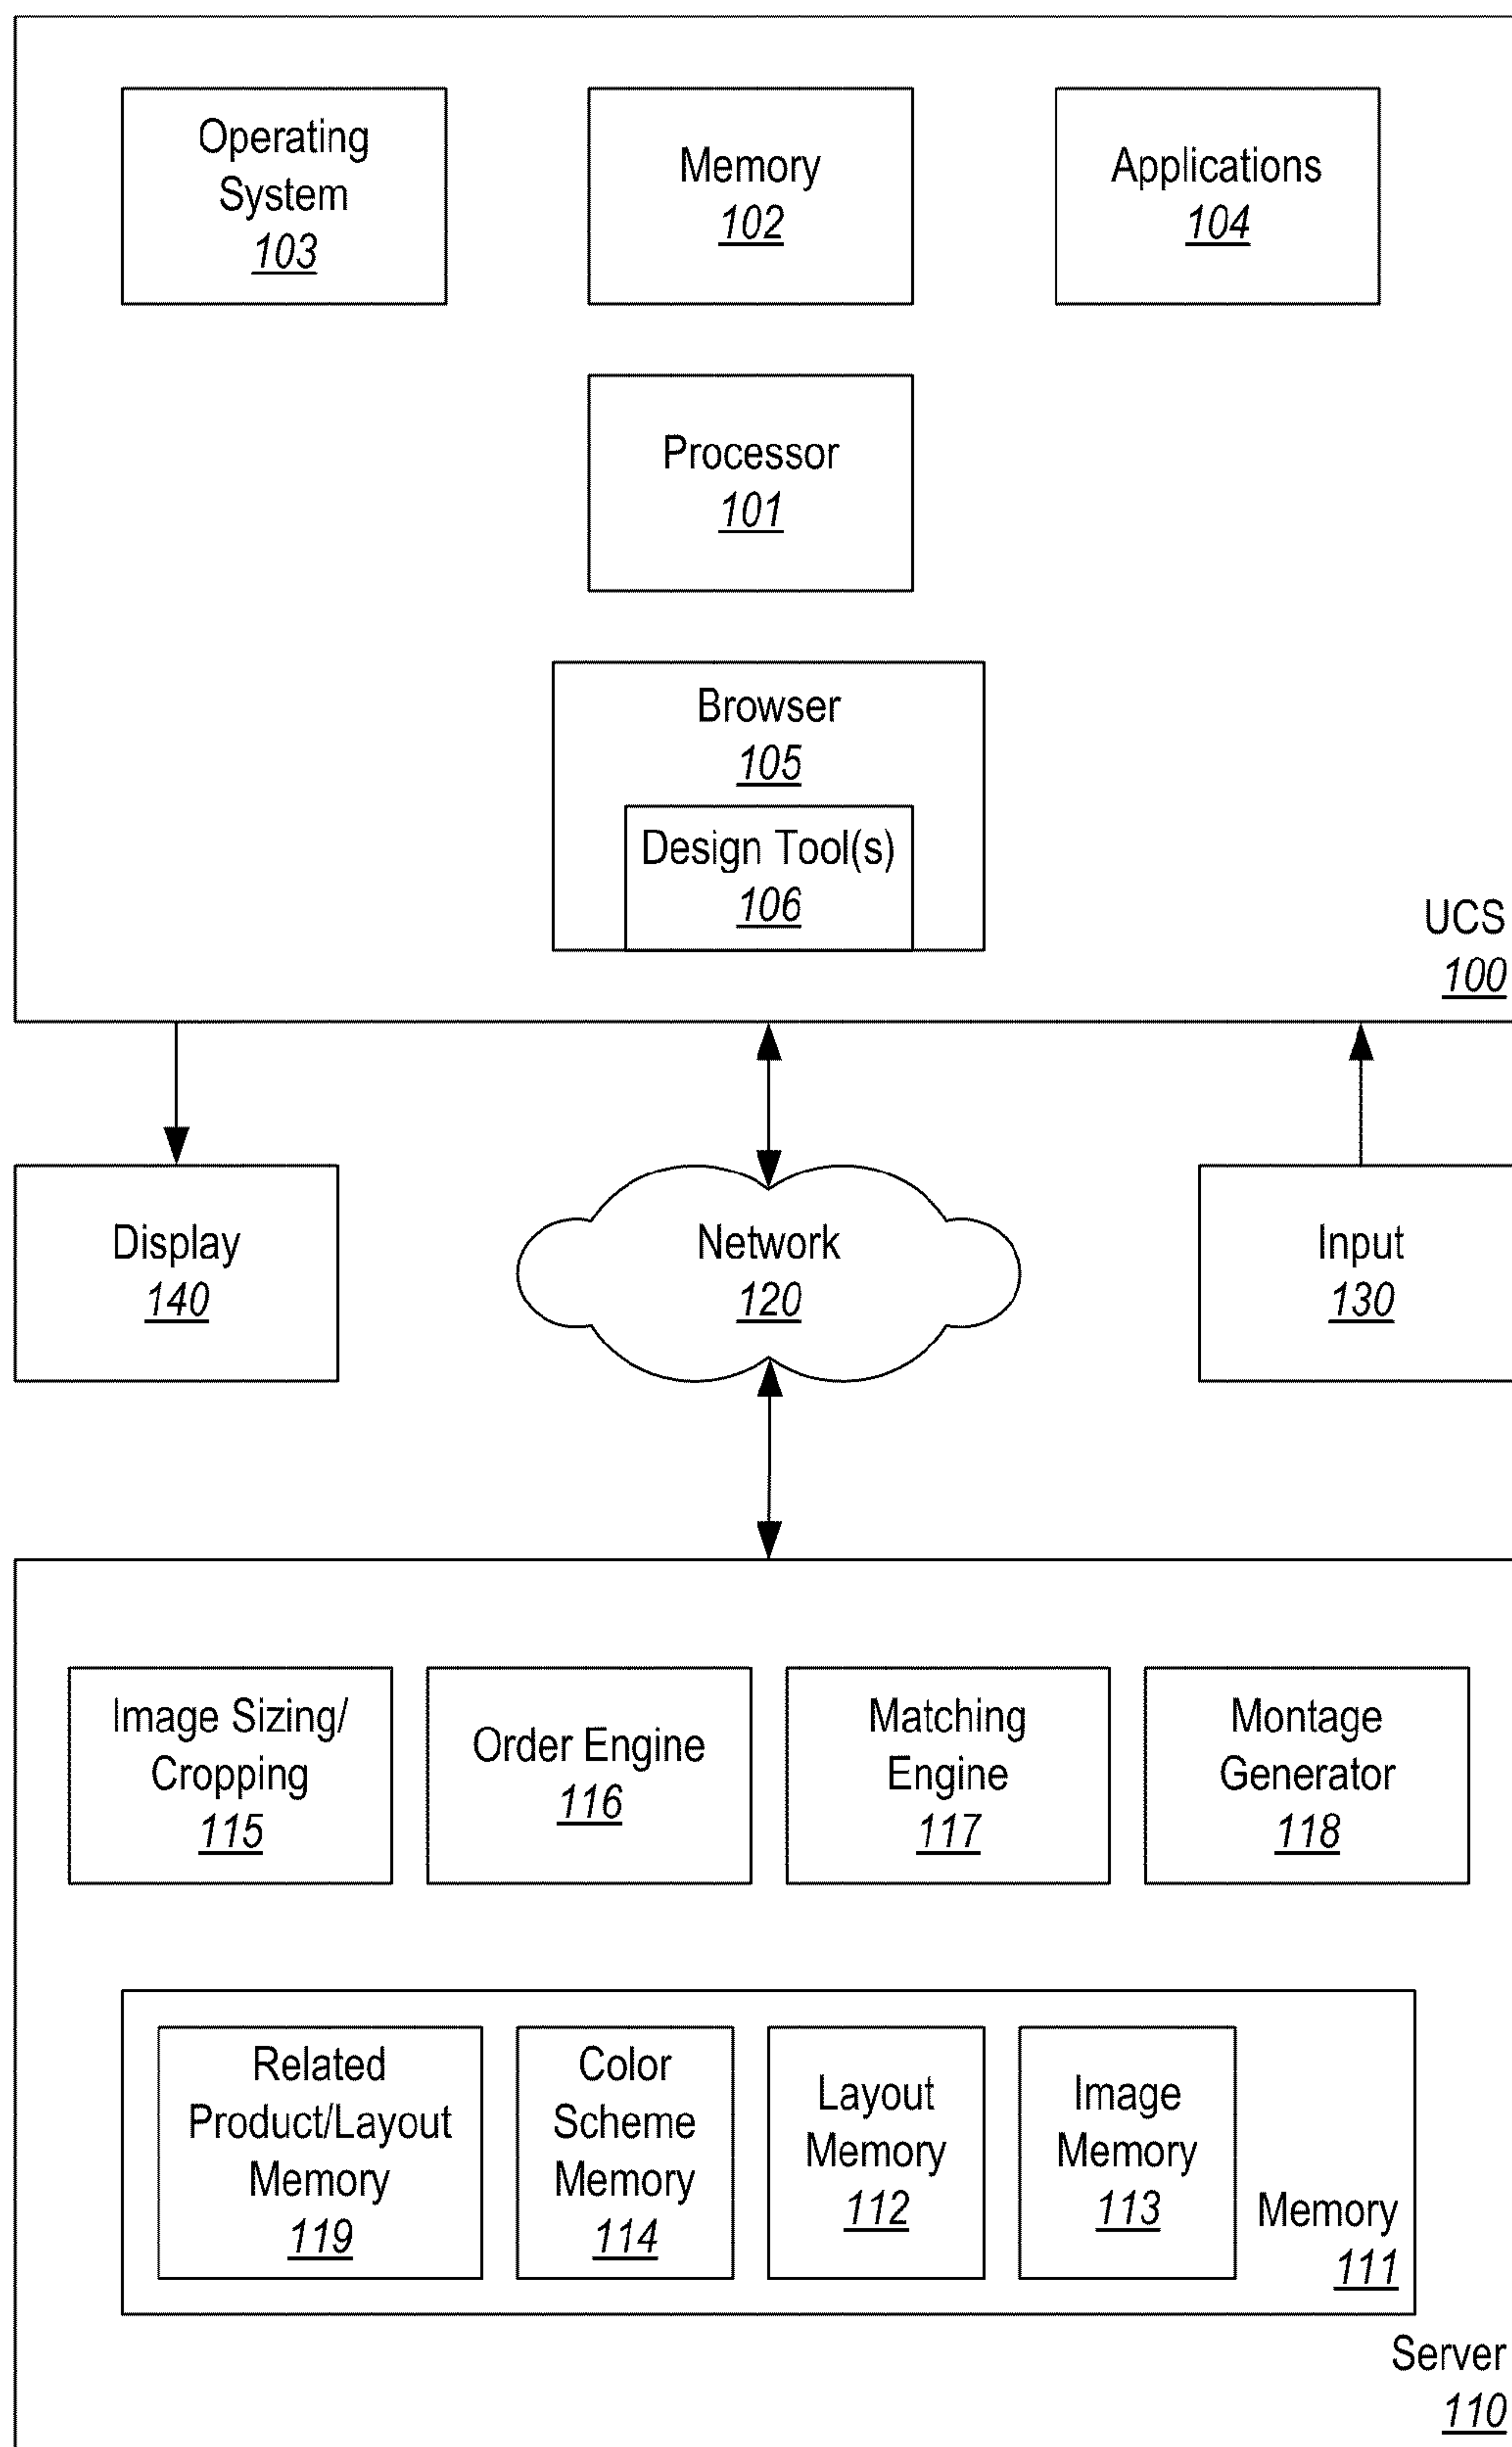 Operating
System
103
Memory
102
Applications
104
Processor
101
Browser
105
Design Tool(s)
106
UCS
100
Display
140
Network
120
Input
130
Image Sizing/
Cropping
115
Order Engine
116
Matching
Engine
117
Montage
Generator
118
Related
Product/Layout
Memory
119
Color
Scheme
Memory
114
Layout
Memory
112
Image
Memory
113
Memory
111
Server
110